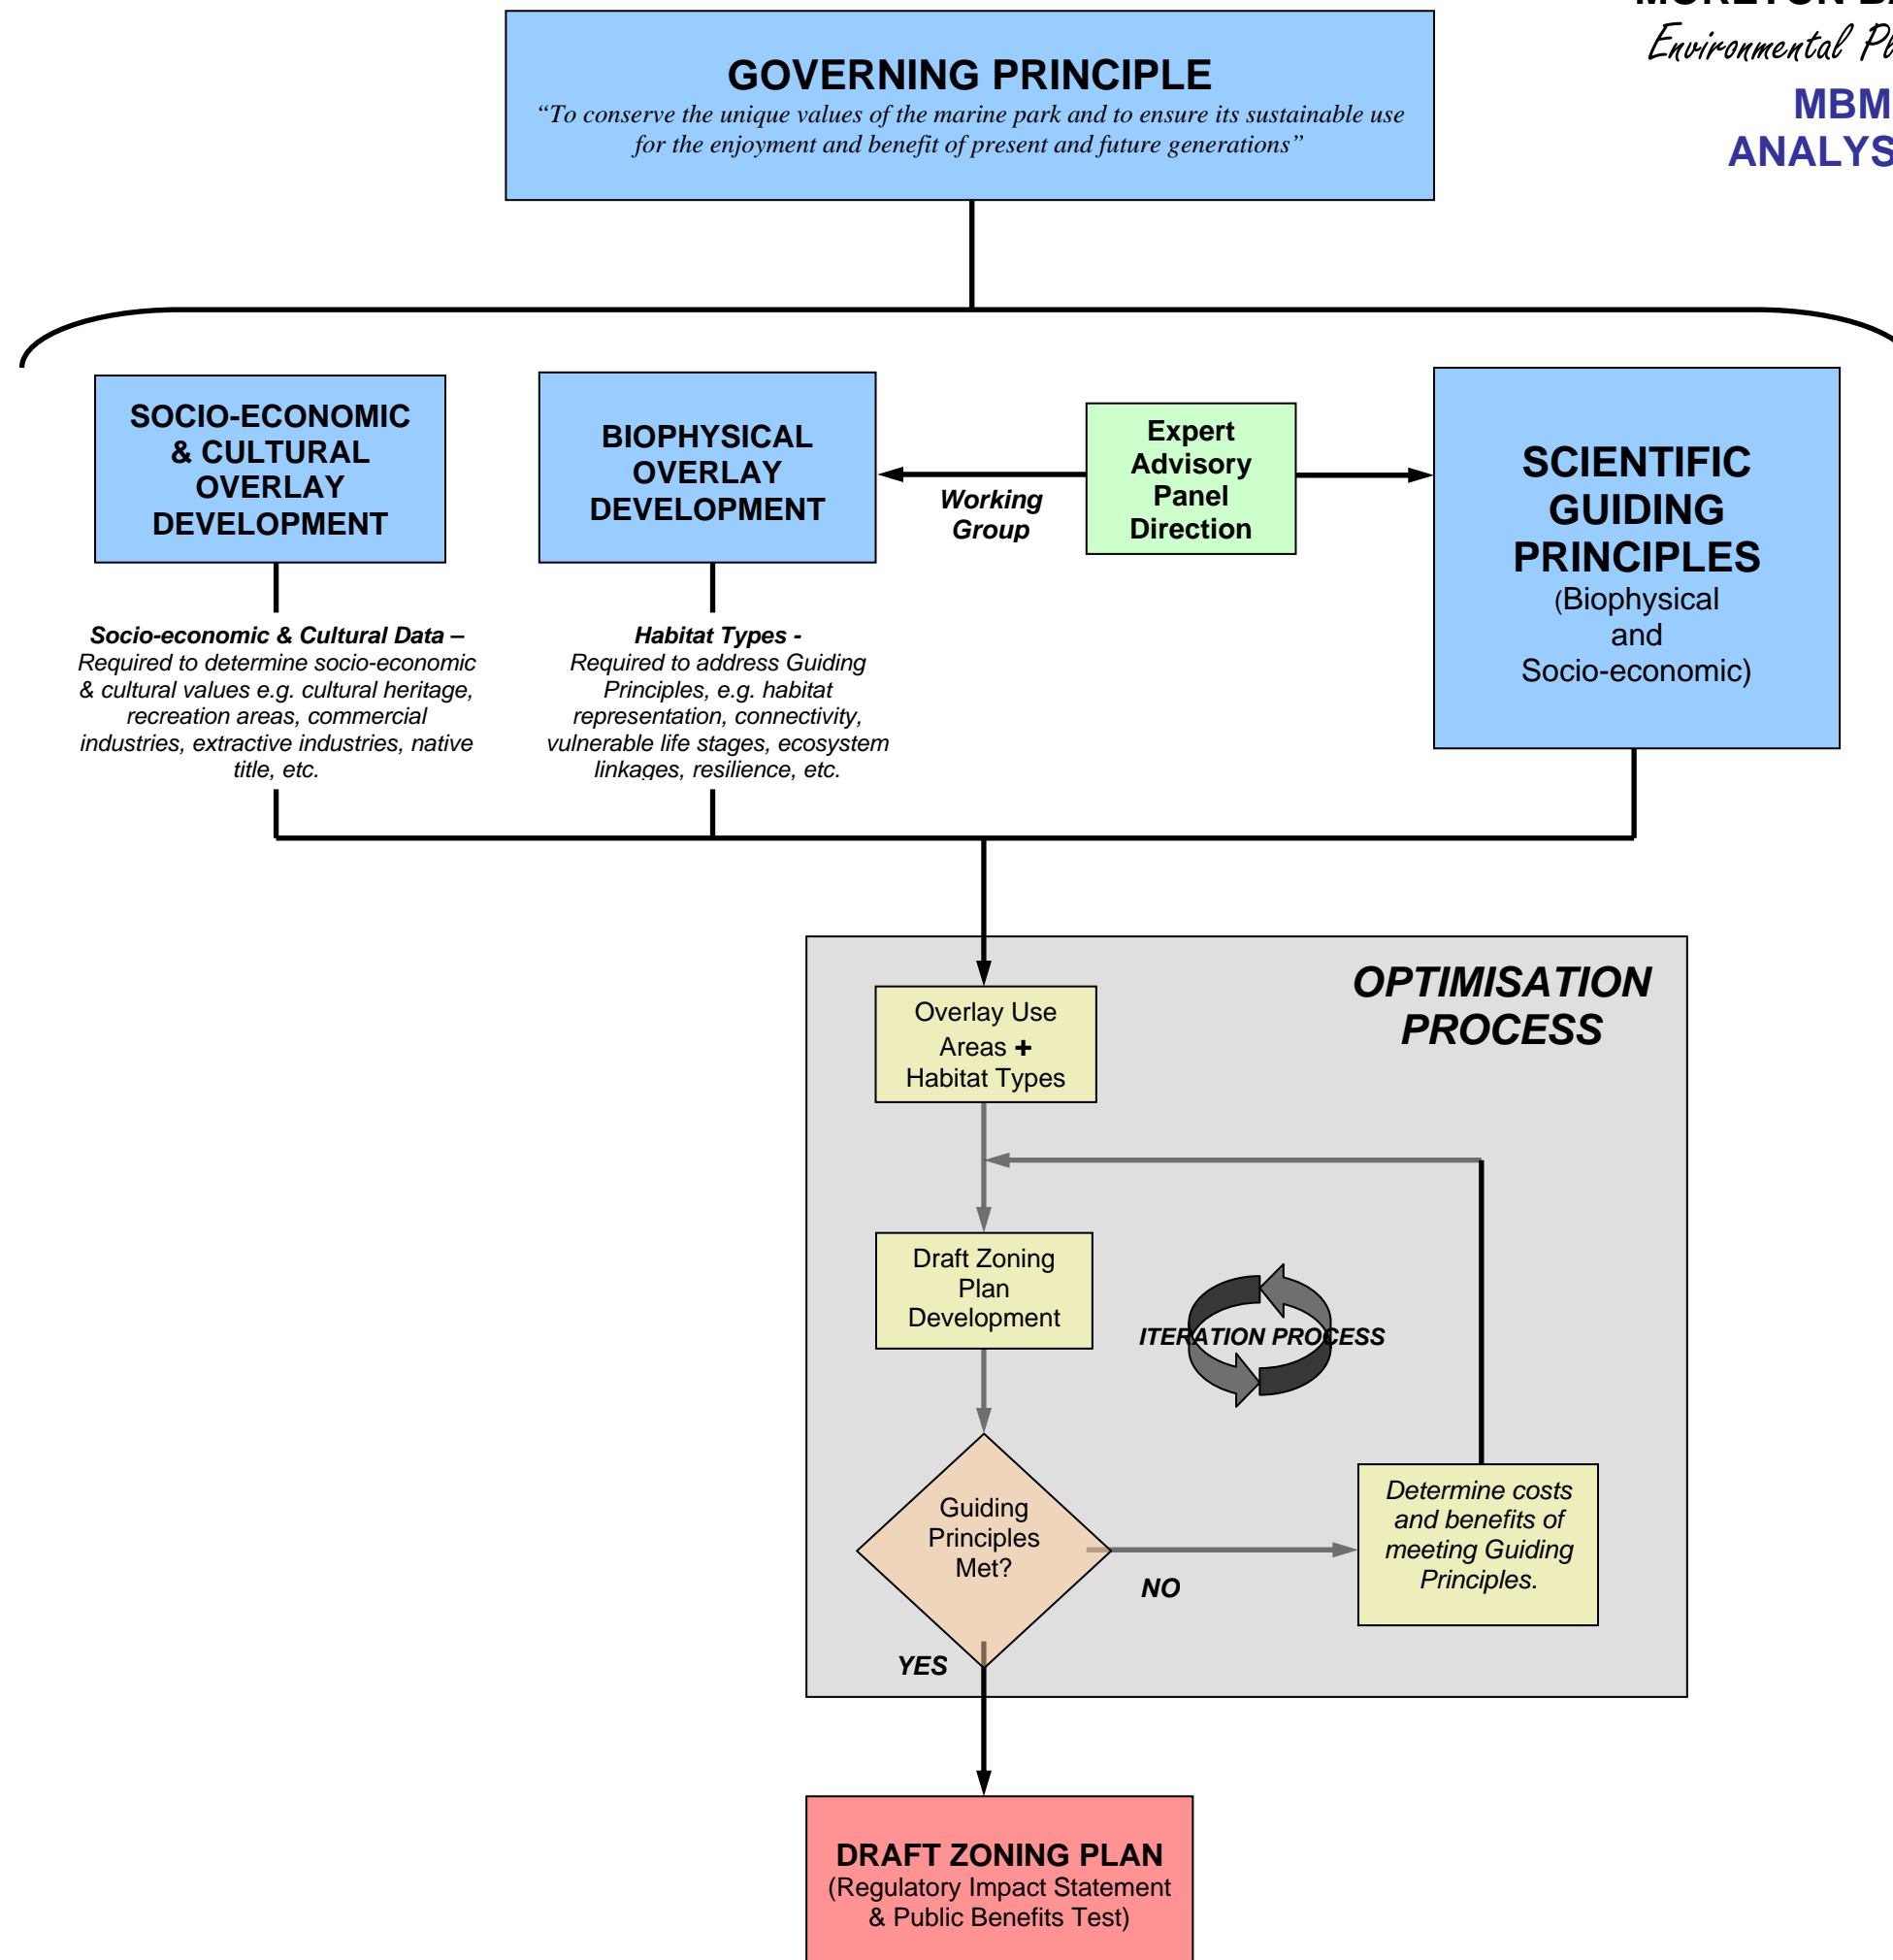 Environmental
MBM
GOVERNING PRINCIPLE
“To conserve the unique values of the marine park and to ensure its sustainable use
for the enjoyment and benefit of present and future generations”
SOCIO-ECONOMIC
& CULTURAL
OVERLAY
DEVELOPMENT
BIOPHYSICAL
OVERLAY
DEVELOPMENT
Working
Group
Expert
Advisory
Panel
Direction
SCIENTIFIC
GUIDING
PRINCIPLES
(Biophysical
and
Socio-economic)
Socio-economic & Cultural Data –
Required to determine socio-economic
& cultural values e.g. cultural heritage,
recreation areas, commercial
industries, extractive industries, native
title, etc.
Habitat Types -
Required to address Guiding
Principles, e.g. habitat
representation, connectivity,
vulnerable life stages, ecosystem
linkages, resilience, etc.
OPTIMISATION
PROCESS
Overlay Use
Areas +
Habitat Types
Draft Zoning
Plan
Development
ITERATION PROCESS
Guiding
Principles
Met?
NO
Determine costs
and benefits of
meeting Guiding
Principles.
YES
DRAFT ZONING PLAN
(Regulatory Impact Statement
& Public Benefits Test)